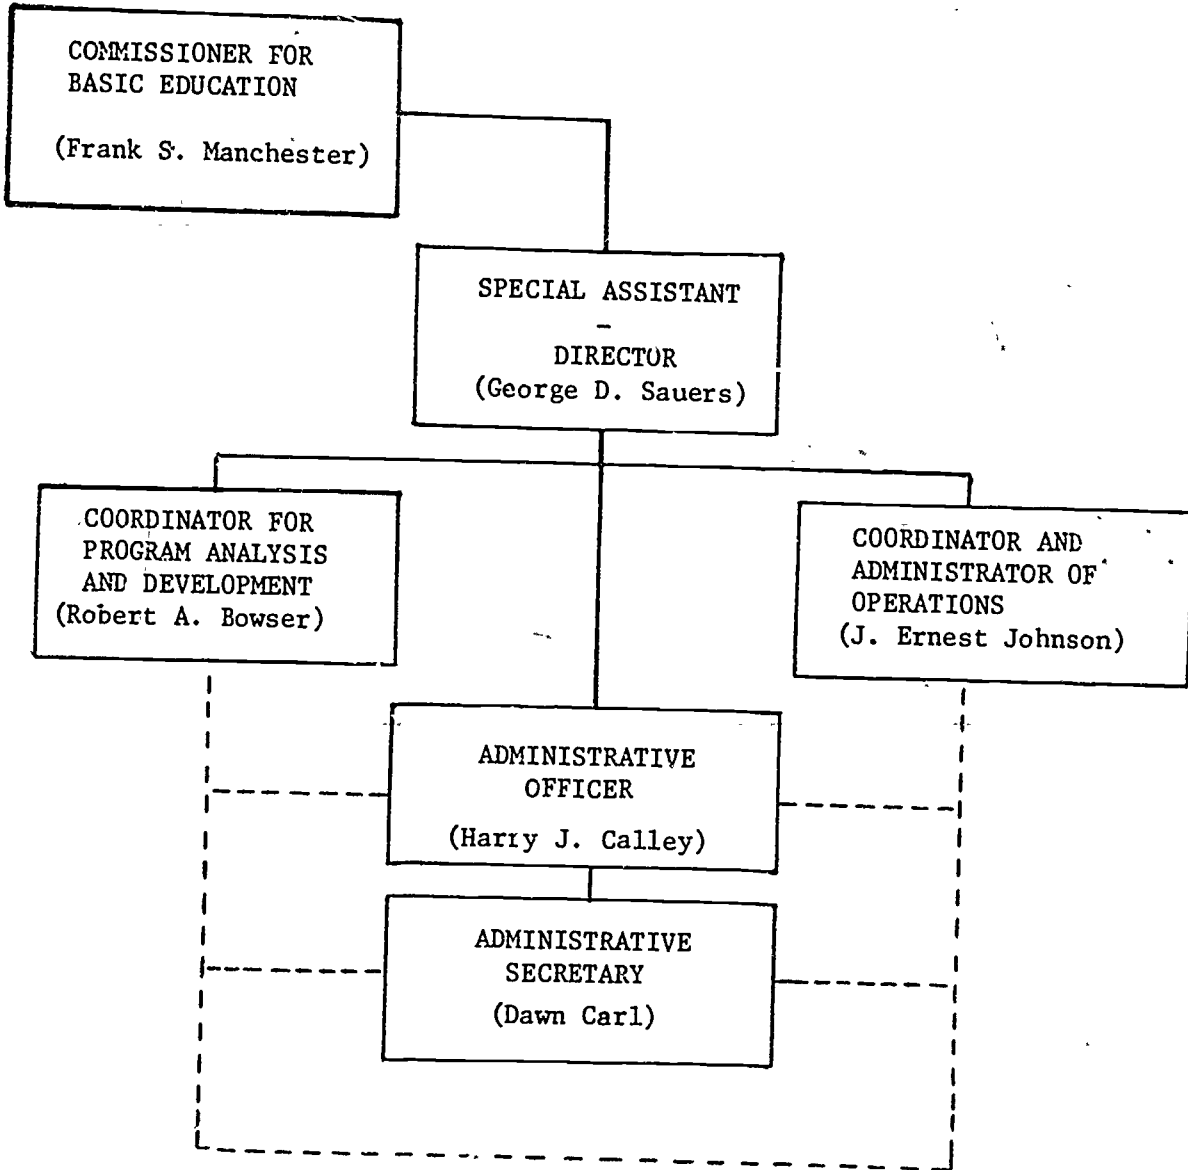 COMMISSIONER FOR
BASIC EDUCATION
(Frank S. Manchester)
SPECIAL ASSISTANT
-
DIRECTOR
(George D. Sauers)
COORDINATOR FOR
PROGRAM ANALYSIS
AND DEVELOPMENT
(Robert A. Bowser)
COORDINATOR AND
ADMINISTRATOR OF
OPERATIONS
(J. Ernest Johnson)
ADMINISTRATIVE
OFFICER
(Harry J. Calley)
ADMINISTRATIVE
SECRETARY
(Dawn Carl)